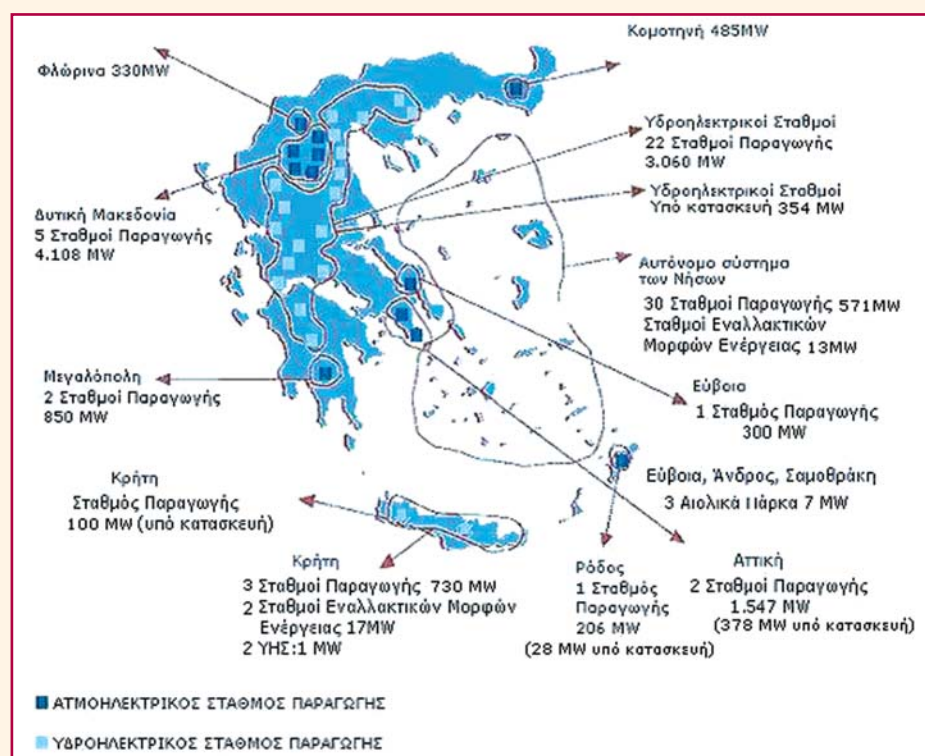 Κομοτηνή 485MW
Φλώρινα 330MW
Υδροηλεκτρικοί Σταθμοί
22 Σταθμοί Παραγωγής
3.060 MW
Υδροηλεκτρικοί Σταθμοί
Υπό κατασκευή 354 MW
Δυτική Μακεδονία
5 Σταθμοί Παραγωγής
4.108 MW
Αυτόνομο σύστημα
των Νήσων
30 Σταθμοί Παραγωγής 571MW
Σταθμοί Εναλλακτικών
Μορφών Ενέργειας 13MW
Μεγαλόπολη
2 Σταθμοί Παραγωγής
850 MW
Εύβοια
1 Σταθμός Παραγωγής
300 MW
Εύβοια, Άνδρος, Σαμοθράκη
3 Αιολικά Πάρκα 7 MW
Κρήτη
Σταθμός Παραγωγής
100 MW (υπό κατασκευή)
Κρήτη
3 Σταθμοί Παραγωγής 730 MW
2 Σταθμοί Εναλλακτικών Μορφών
Ενέργειας 17MW
2 ΥΗΣ:1 MW
Ρόδος
1 Σταθμός
Παραγωγής
206 MW
(28 MW υπό κατασκευή)
Αττική
2 Σταθμοί Παραγωγής
1.547 MW
(378 MW υπό κατασκευή)
ΑΤΜΟΗΛΕΚΤΡΙΚΟΣ ΣΤΑΘΜΟΣ ΠΑΡΑΓΩΓΗΣ
ΥΔΡΟΗΛΕΚΤΡΙΚΟΣ ΣΤΑΘΜΟΣ ΠΑΡΑΓΩΓΗΣ